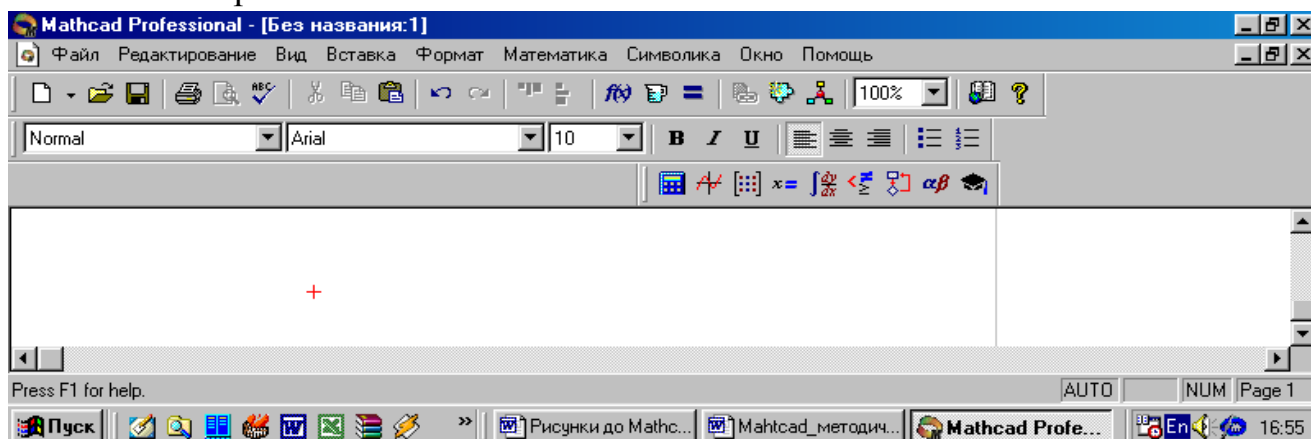 Mathcad Professional - [Без названия:1]
Файл Редактирование Вид Вставка Формат Математика Символика Окно Помощь
100%
Normal Arial 10 B I U
Press F1 for help. AUTO NUM Page 1
Пуск » Рисунки до Mathc... Mahtcad_методич... Mathcad Profe... En 16:55